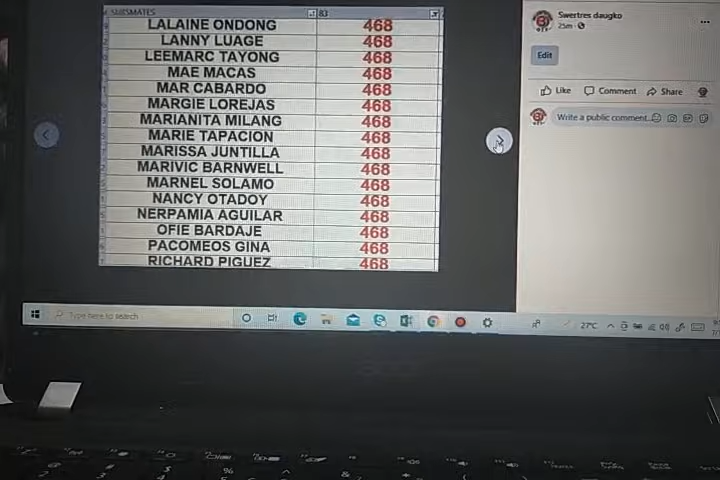 SUISMATES 83
LALAINE ONDONG 468
LANNY LUAGE 468
LEEMARC TAYONG 468
MAE MACAS 468
MAR CABARDO 468
MARGIE LOREJAS 468
MARIANITA MILANG 468
MARIE TAPACION 468
MARISSA JUNTILLA 468
MARIVIC BARNWELL 468
MARNEL SOLAMO 468
NANCY OTADOY 468
NERPAMIA AGUILAR 468
OFIE BARDAJE 468
PACOMEOS GINA 468
RICHARD PIGUEZ 468
Swertres daugko
25m
Edit
Like Comment Share
Write a public comment...
Type here to search
27°C